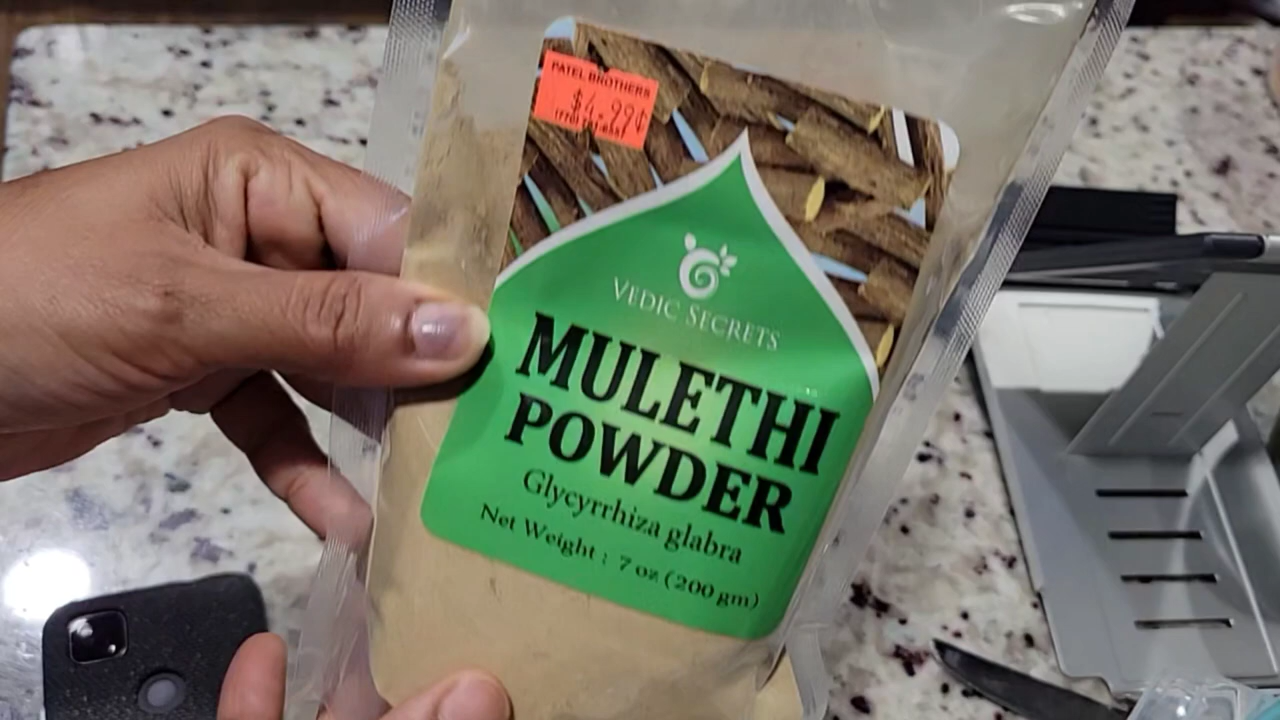 PATEL BROTHERS
$4.99¢
VEDIC SECRETS
MULETHI
POWDER
Glycyrrhiza glabra
Net Weight : 7 oz (200 gm)